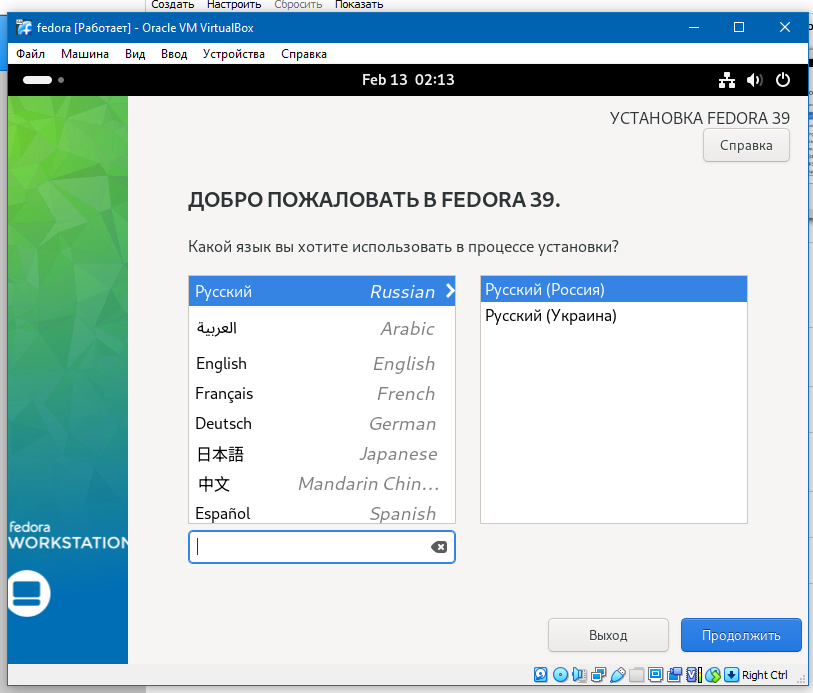 Создать Настроить Сбросить Показать
fedora [Работает] - Oracle VM VirtualBox
Файл Машина Вид Ввод Устройства Справка
Feb 13 02:13
УСТАНОВКА FEDORA 39
Справка
ДОБРО ПОЖАЛОВАТЬ В FEDORA 39.
Какой язык вы хотите использовать в процессе установки?
Русский Russian
العربية Arabic
English English
Français French
Deutsch German
日本語 Japanese
中文 Mandarin Chin…
Español Spanish
Русский (Россия)
Русский (Украина)
fedora
WORKSTATION
Выход Продолжить
Right Ctrl